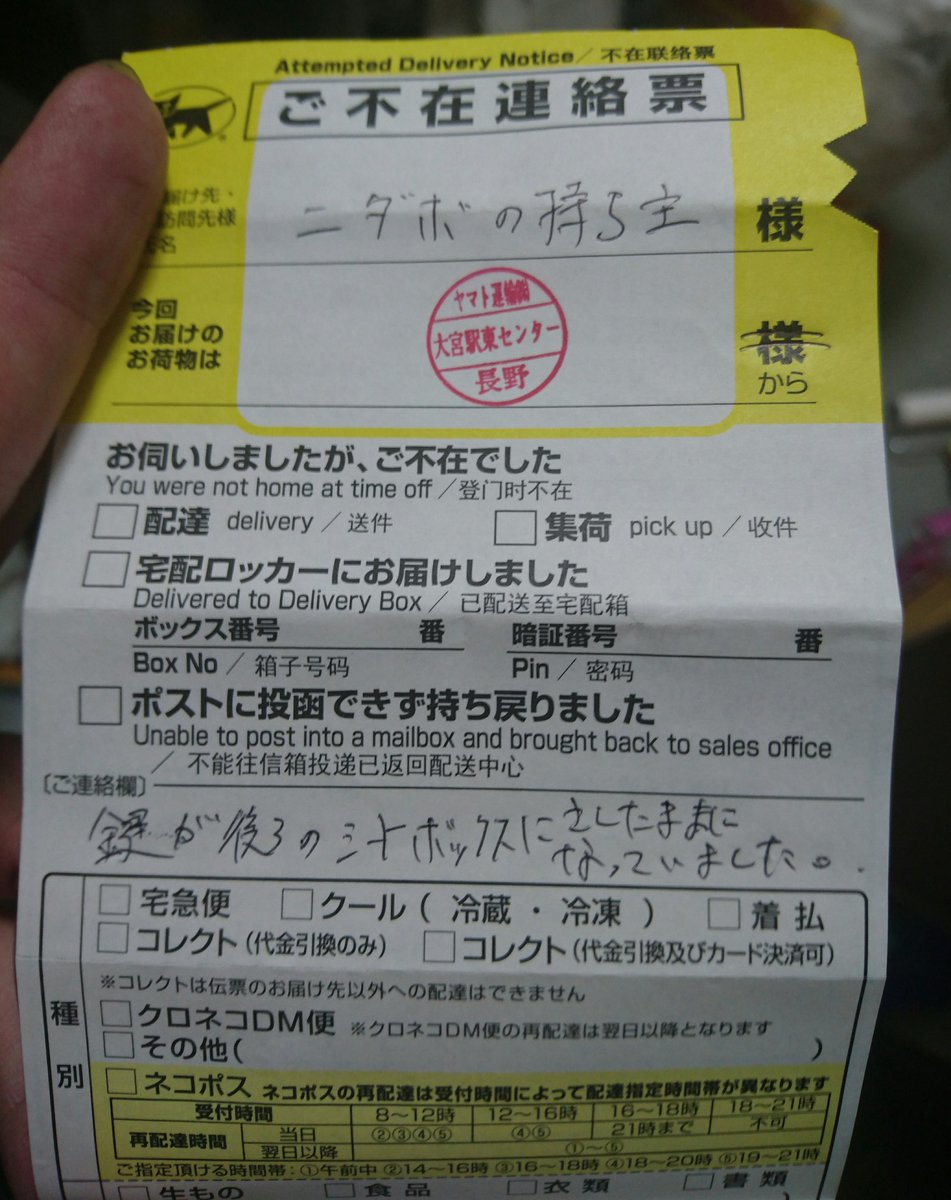 Attempted Delivery Notice／不在联络票
ご不在連絡票
届け先、
訪問先様
名
ニダボの持ち主 様
今回
お届けの
お荷物は
ヤマト運輸㈱
大宮駅東センター
長野
様
から
お伺いしましたが、ご不在でした
You were not home at time off／登门时不在
配達 delivery／送件 集荷 pick up／收件
宅配ロッカーにお届けしました
Delivered to Delivery Box／已配送至宅配箱
ボックス番号 番 暗証番号 番
Box No／箱子号码 Pin／密码
ポストに投函できず持ち戻りました
Unable to post into a mailbox and brought back to sales office
／不能往信箱投递已返回配送中心
〔ご連絡欄〕
鍵が後ろのシートボックスにさしたままに
なっていました。
種別
宅急便 クール（冷蔵・冷凍） 着払
コレクト（代金引換のみ） コレクト（代金引換及びカード決済可）
※コレクトは伝票のお届け先以外への配達はできません
クロネコDM便 ※クロネコDM便の再配達は翌日以降となります
その他（ ）
ネコポス ネコポスの再配達は受付時間によって配達指定時間帯が異なります
受付時間 8～12時 12～16時 16～18時 18～21時
再配達時間 当日 ②③④⑤ ④⑤ 21時まで 不可
翌日以降 ①～⑤
ご指定頂ける時間帯：①午前中 ②14～16時 ③16～18時 ④18～20時 ⑤19～21時
生もの 食品 衣類 書類